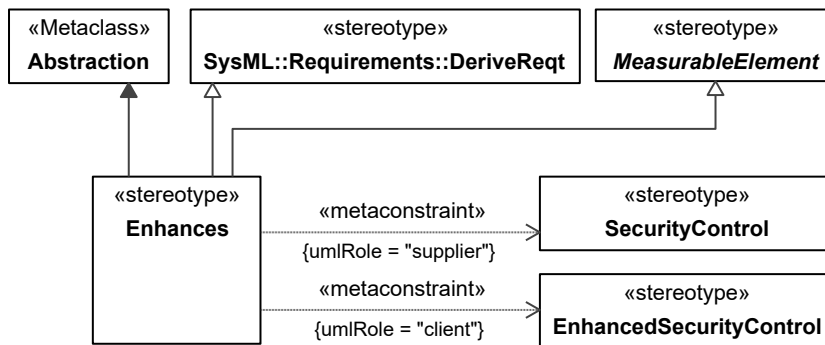 «Metaclass»
Abstraction
«stereotype»
SysML::Requirements::DeriveReqt
«stereotype»
MeasurableElement
«stereotype»
Enhances
«metaconstraint»
{umlRole = "supplier"}
«stereotype»
SecurityControl
«metaconstraint»
{umlRole = "client"}
«stereotype»
EnhancedSecurityControl